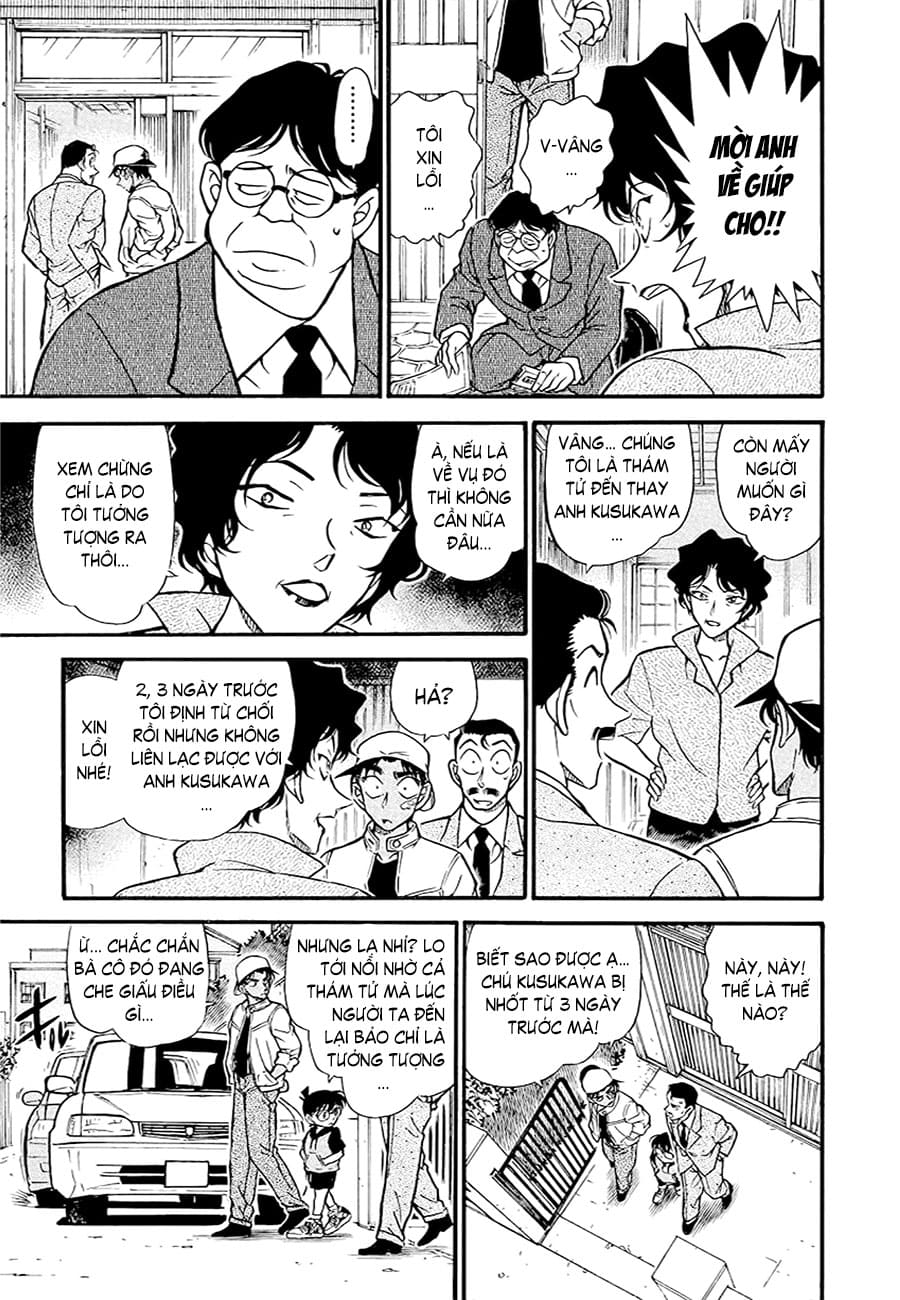 MỜI ANH
VỀ GIÚP
CHO!!
V-VÂNG
...
TÔI
XIN
LỖI
...
.........
CÒN MẤY
NGƯỜI
MUỐN GÌ
ĐÂY?
VÂNG... CHÚNG
TÔI LÀ THÁM
TỬ ĐẾN THAY
ANH KUSUKAWA
...
À, NẾU LÀ
VỀ VỤ ĐÓ
THÌ KHÔNG
CẦN NỮA
ĐÂU...
XEM CHỪNG
CHỈ LÀ DO
TÔI TƯỞNG
TƯỢNG RA
THÔI...
HẢ?
2, 3 NGÀY TRƯỚC
TÔI ĐỊNH TỪ CHỐI
RỒI NHƯNG KHÔNG
LIÊN LẠC ĐƯỢC VỚI
ANH KUSUKAWA
...
XIN
LỖI
NHÉ!
NÀY, NÀY!
THẾ LÀ THẾ
NÀO?
BIẾT SAO ĐƯỢC Ạ...
CHÚ KUSUKAWA BỊ
NHỐT TỪ 3 NGÀY
TRƯỚC MÀ!
NHƯNG LẠ NHỈ? LO
TỚI NỖI NHỜ CẢ
THÁM TỬ MÀ LÚC
NGƯỜI TA ĐẾN
LẠI BẢO CHỈ LÀ
TƯỞNG TƯỢNG
...
Ừ... CHẮC CHẮN
BÀ CÔ ĐÓ ĐANG
CHE GIẤU ĐIỀU
GÌ...